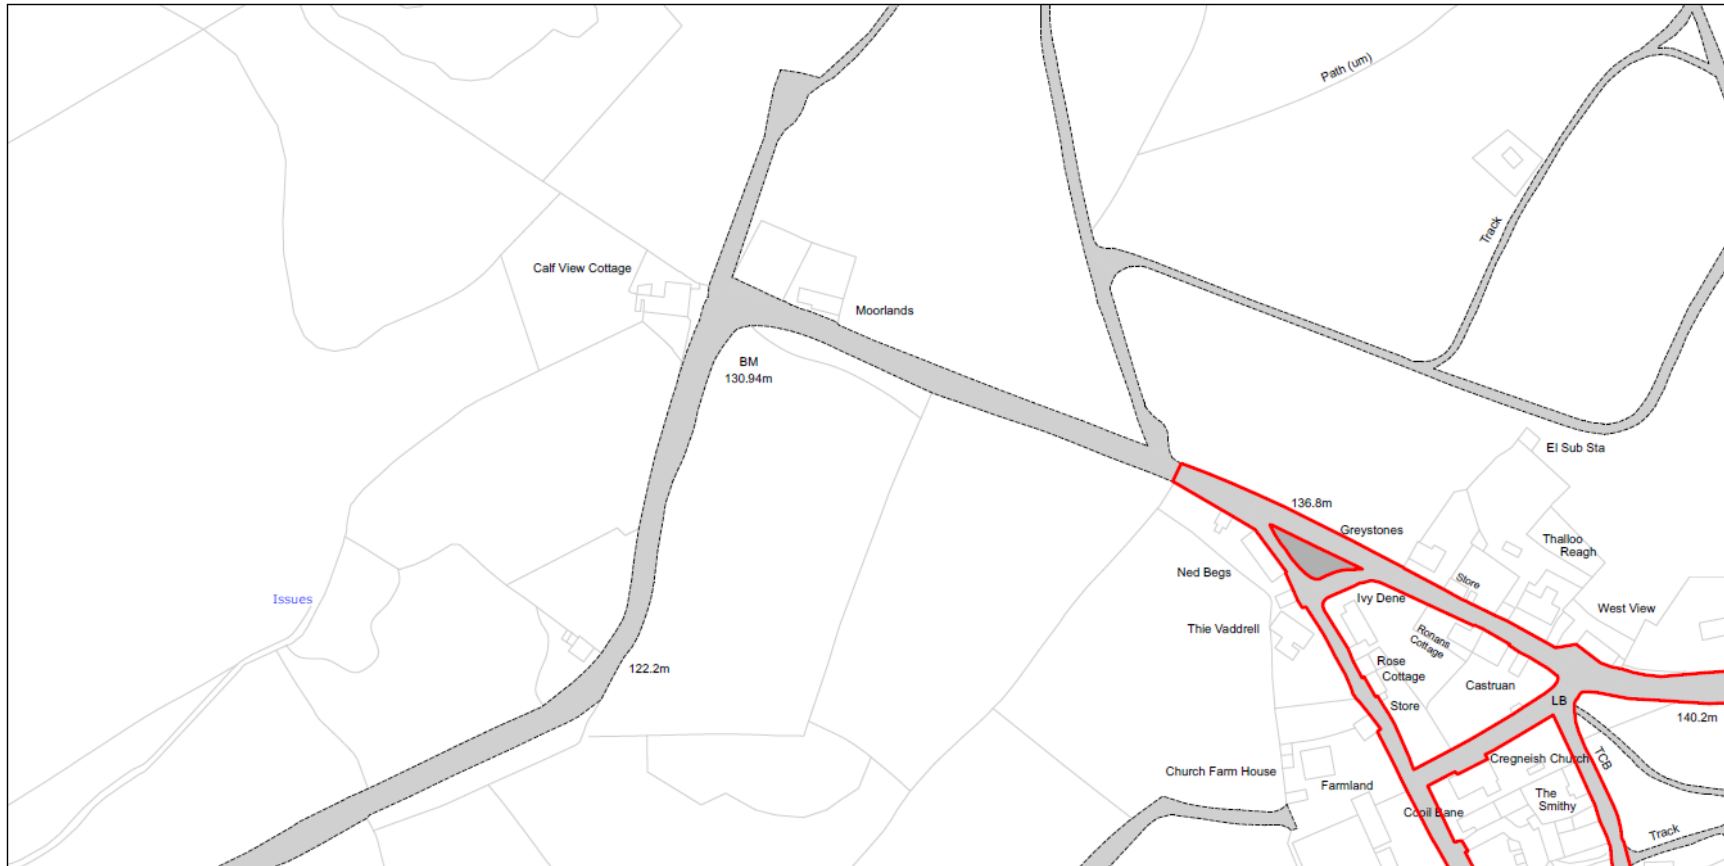 Path (um)
Track
Calf View Cottage
Moorlands
BM
130.94m
El Sub Sta
136.8m
Greystones
Thalloo
Reagh
Ned Begs
Store
Issues
Ivy Dene
West View
Thie Vaddrell
Ronans
Cottage
122.2m
Rose
Cottage
Castruan
Store
LB
140.2m
Cregneish Church
TCB
Church Farm House
Farmland
The
Smithy
Cooil Bane
Track